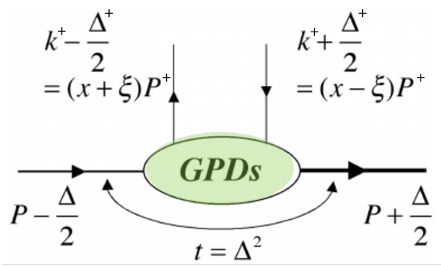 k⁺ − Δ⁺/2
= (x + ξ)P⁺
k⁺ + Δ⁺/2
= (x − ξ)P⁺
GPDs
P − Δ/2
P + Δ/2
t = Δ²